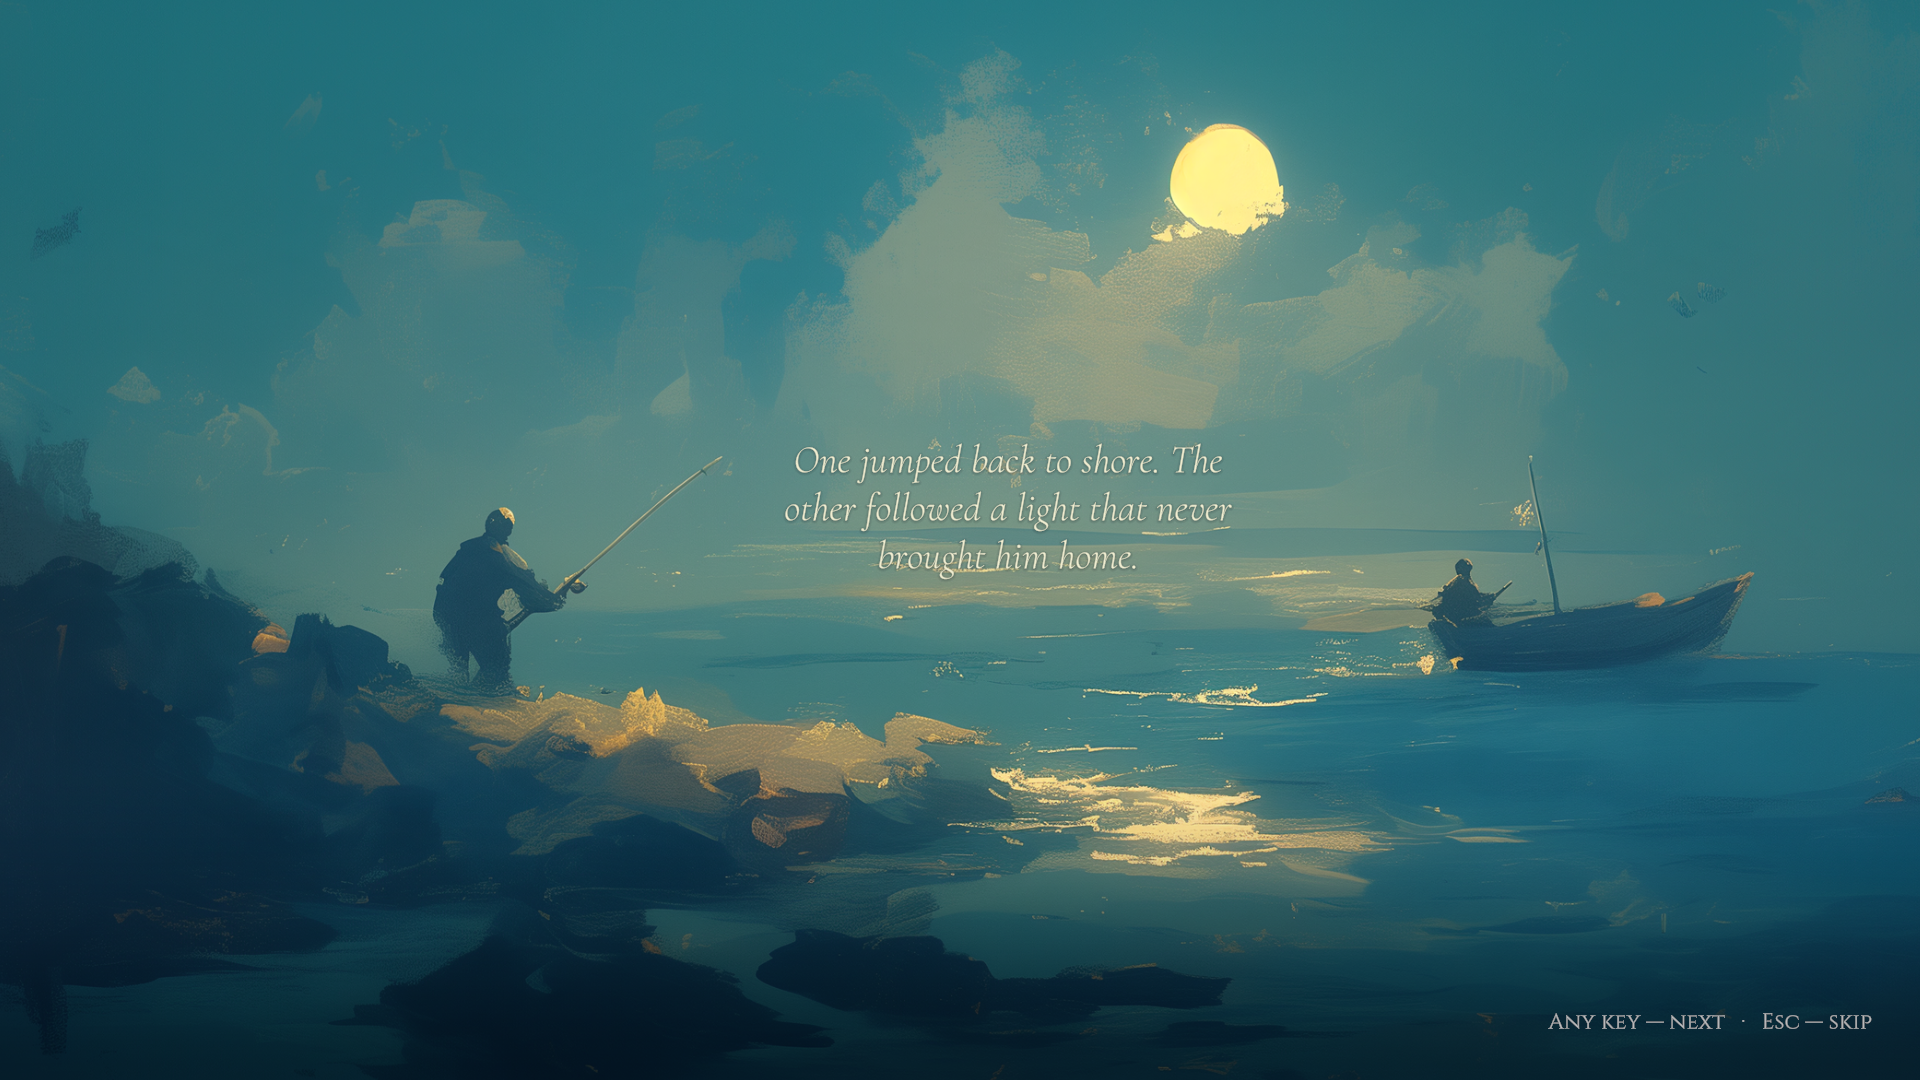 One jumped back to shore. The
other followed a light that never
brought him home.
Any key — next · Esc — skip